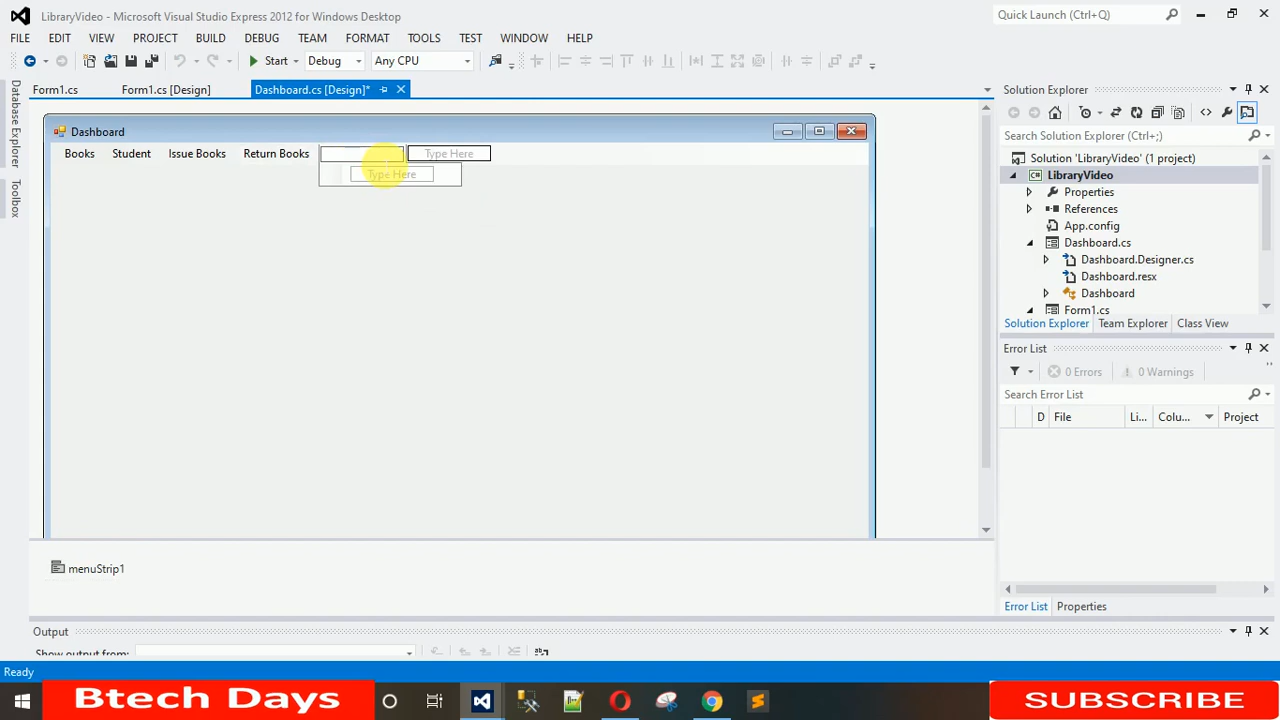 LibraryVideo - Microsoft Visual Studio Express 2012 for Windows Desktop
Quick Launch (Ctrl+Q)
FILE EDIT VIEW PROJECT BUILD DEBUG TEAM FORMAT TOOLS TEST WINDOW HELP
Start Debug Any CPU
Database Explorer
Toolbox
Form1.cs Form1.cs [Design] Dashboard.cs [Design]*
Dashboard
Books Student Issue Books Return Books Type Here
Type Here
menuStrip1
Output
Show output from:
Ready
Solution Explorer
Search Solution Explorer (Ctrl+;)
Solution 'LibraryVideo' (1 project)
LibraryVideo
Properties
References
App.config
Dashboard.cs
Dashboard.Designer.cs
Dashboard.resx
Dashboard
Form1.cs
Solution Explorer Team Explorer Class View
Error List
0 Errors 0 Warnings
Search Error List
D File Li... Colu... Project
Error List Properties
Btech Days
SUBSCRIBE